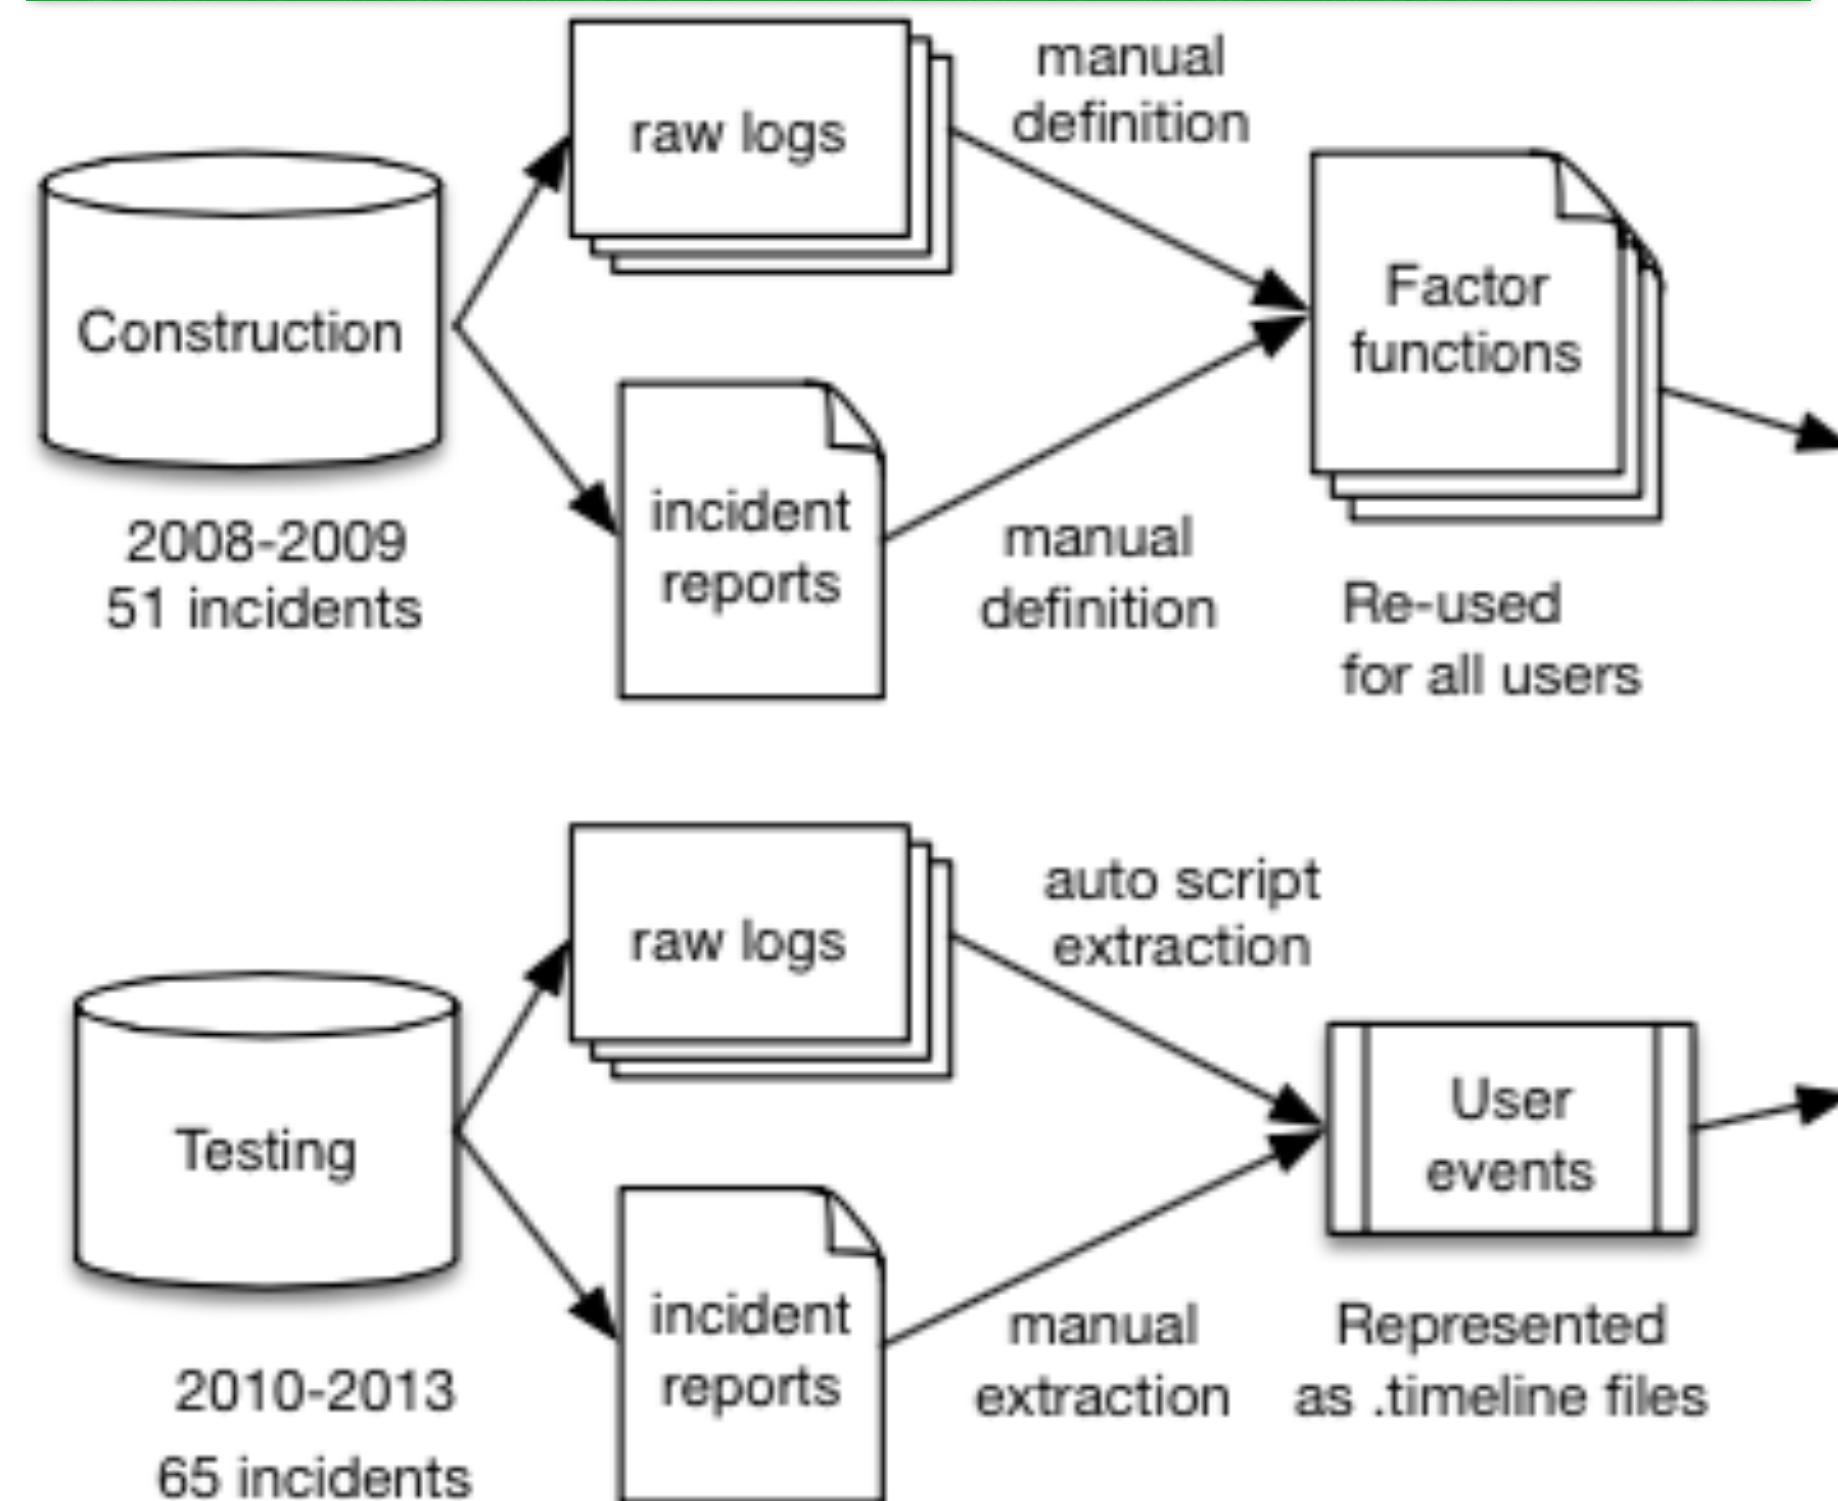 raw logs
manual
definition
Construction
Factor
functions
2008-2009
51 incidents
incident
reports
manual
definition
Re-used
for all users
raw logs
auto script
extraction
Testing
User
events
2010-2013
65 incidents
incident
reports
manual
extraction
Represented
as .timeline files